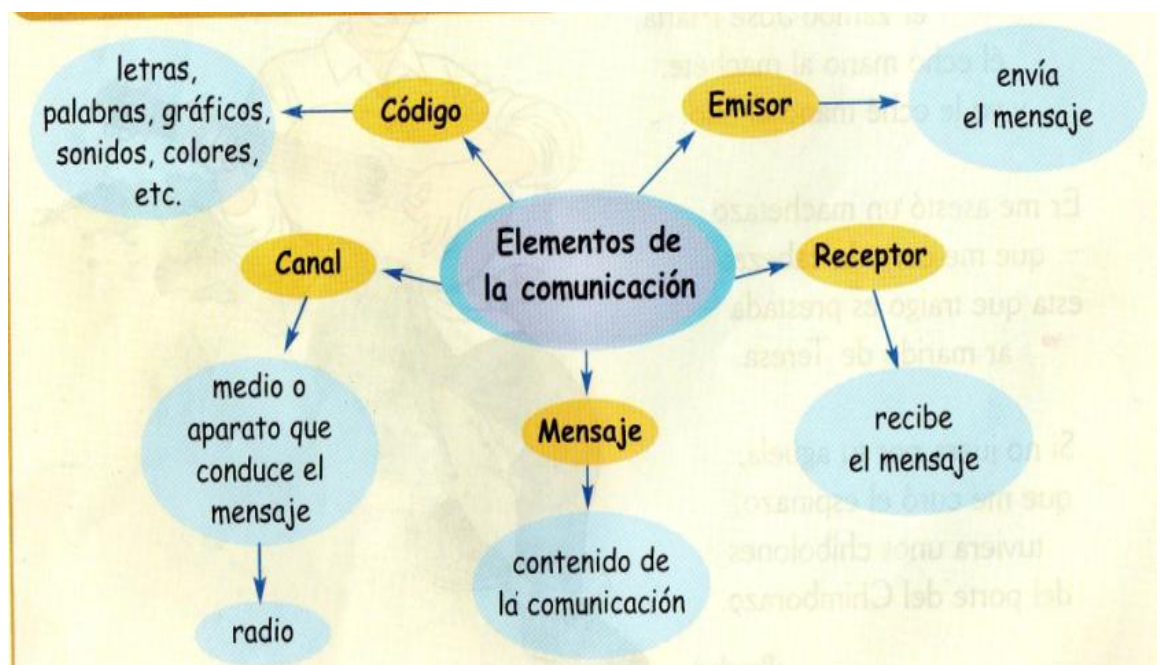 letras,
palabras, gráficos,
sonidos, colores,
etc.
Código
Emisor
envía
el mensaje
Elementos de
la comunicación
Canal
Receptor
medio o
aparato que
conduce el
mensaje
Mensaje
recibe
el mensaje
contenido de
la comunicación
radio